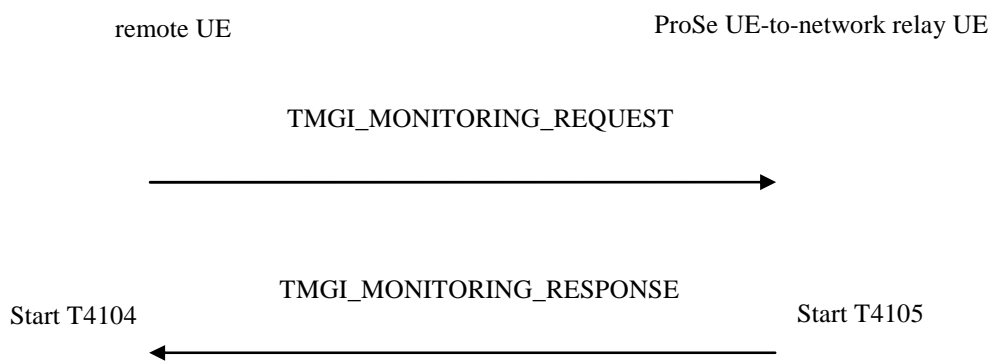 remote UE
ProSe UE-to-network relay UE
TMGI_MONITORING_REQUEST
TMGI_MONITORING_RESPONSE
Start T4104
Start T4105